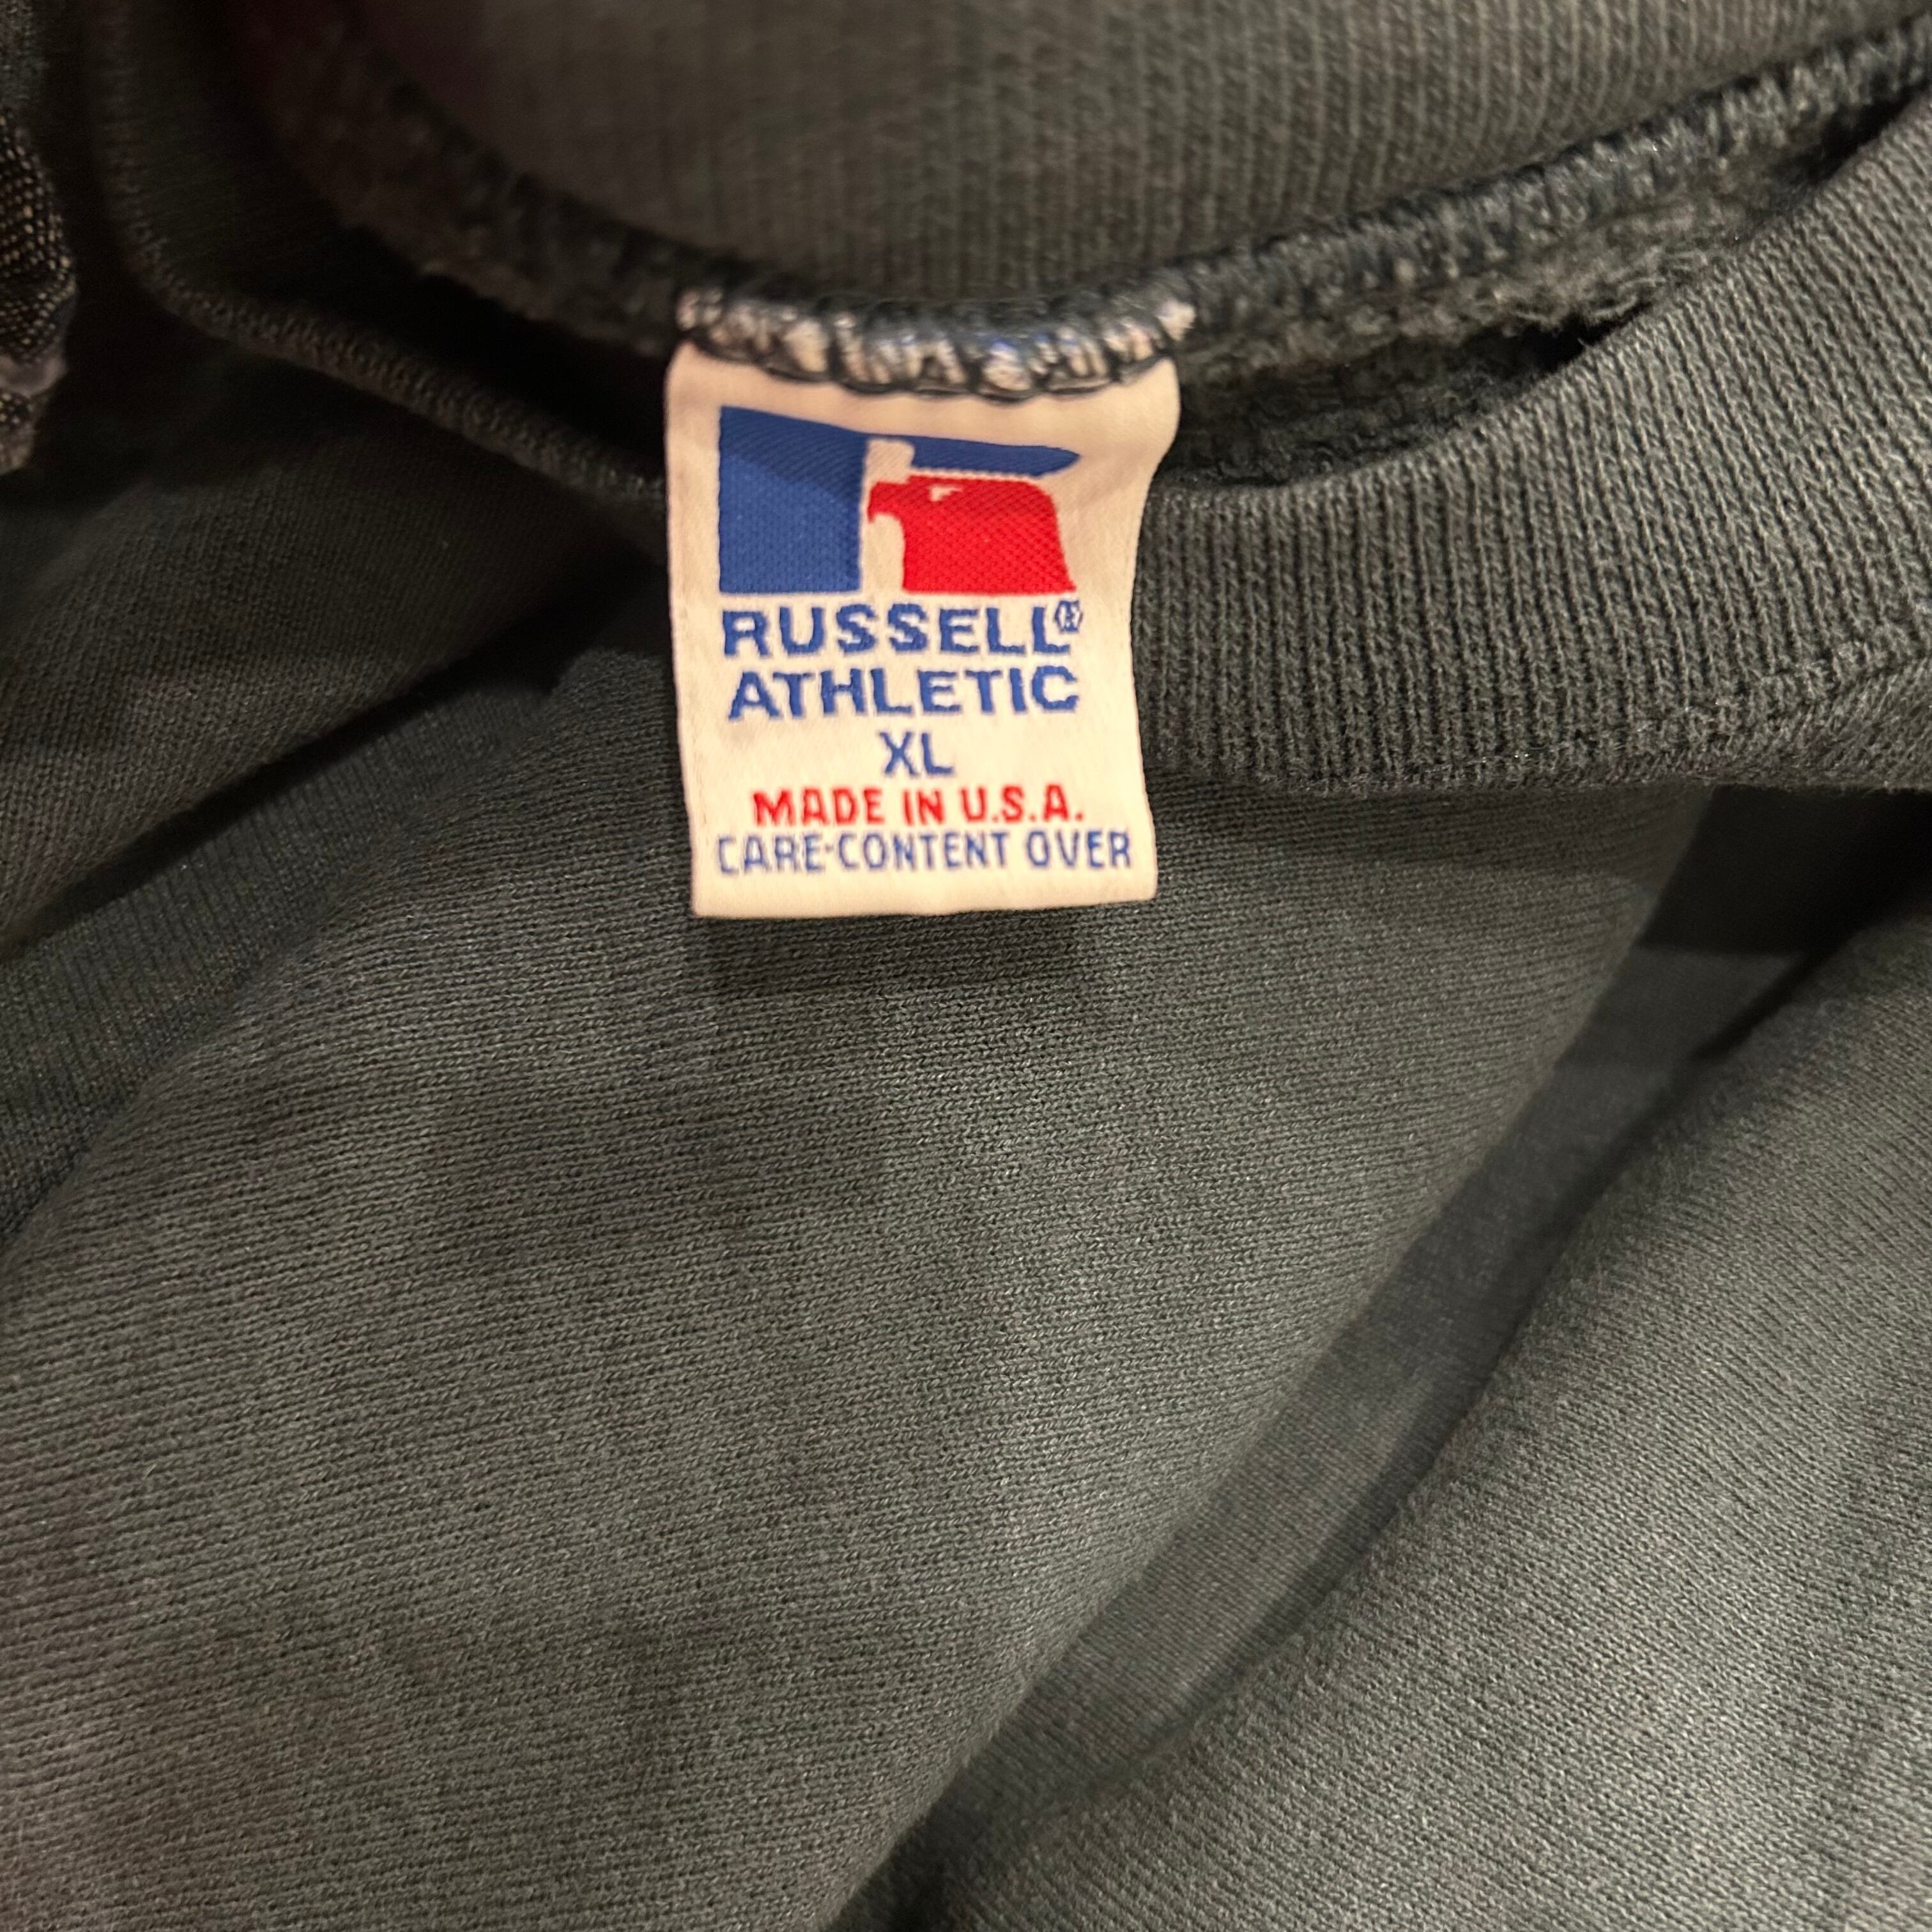 RUSSELL®
ATHLETIC
XL
MADE IN U.S.A.
CARE-CONTENT OVER